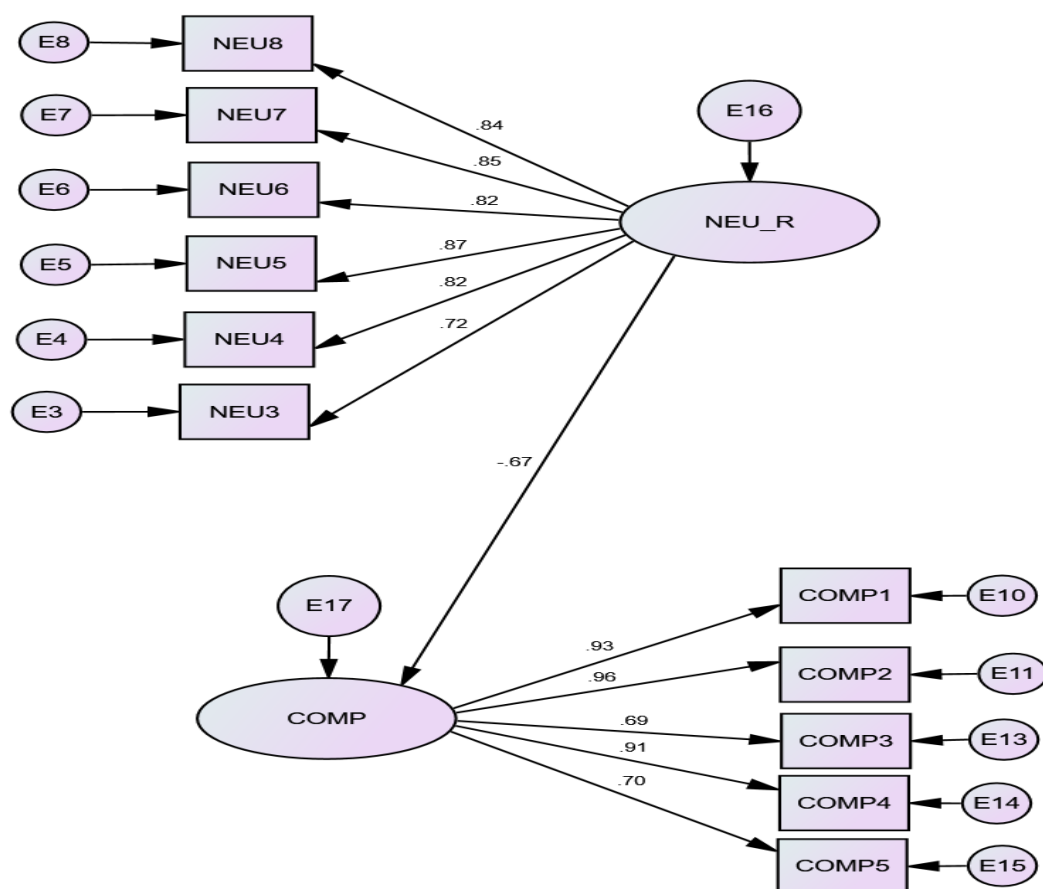 E8
NEU8
E7
NEU7
E6
NEU6
E5
NEU5
E4
NEU4
E3
NEU3
.84
.85
.82
.87
.82
.72
E16
NEU_R
-.67
E17
COMP
.93
.96
.69
.91
.70
COMP1
E10
COMP2
E11
COMP3
E13
COMP4
E14
COMP5
E15